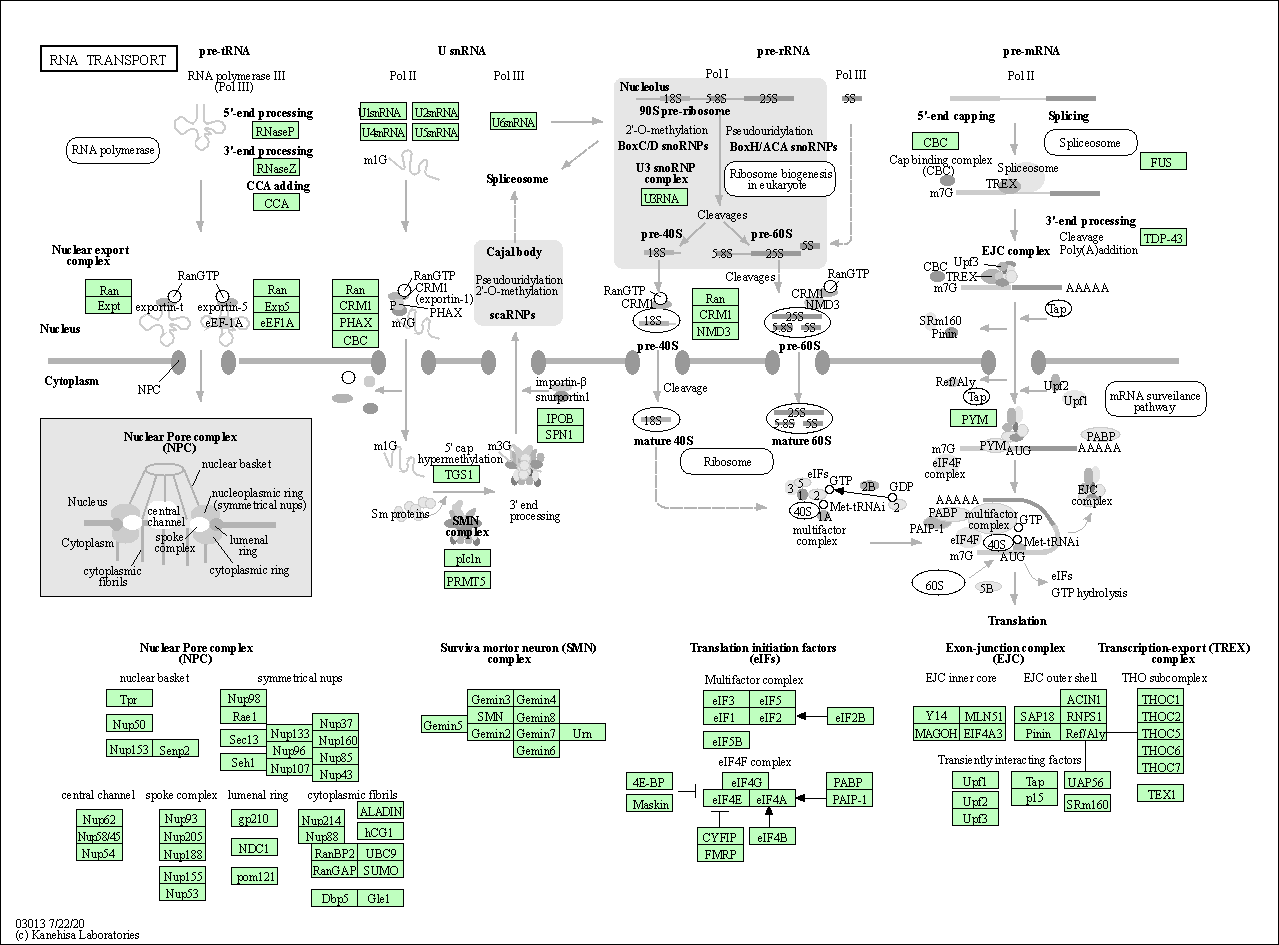 RNA TRANSPORT
pre-tRNA
RNA polymerase III
(Pol III)
5'-end processing
RNaseP
3'-end processing
RNaseZ
CCA adding
CCA
RNA polymerase
Nuclear export
complex
Ran
Expt
RanGTP
exportin-t
exportin-5
eEF-1A
Ran
Exp5
eEF1A
Nucleus
Cytoplasm
NPC
U snRNA
Pol II
Pol III
U1snRNA
U2snRNA
U4snRNA
U5snRNA
U6snRNA
m1G
Spliceosome
Cajal body
Pseudouridylation
2'-O-methylation
scaRNPs
Ran
CRM1
PHAX
CBC
RanGTP
CRM1
(exportin-1)
P
PHAX
m7G
importin-β
snurportin1
IPOB
SPN1
m1G
5' cap
hypermethylation
TGS1
m3G
Sm proteins
SMN
complex
3' end
processing
pICln
PRMT5
pre-rRNA
Pol I
Pol III
Nucleolus
18S
5.8S
25S
5S
90S pre-ribosome
2'-O-methylation
BoxC/D snoRNPs
Pseudouridylation
BoxH/ACA snoRNPs
U3 snoRNP
complex
U3RNA
Ribosome biogenesis
in eukaryote
Cleavages
pre-40S
pre-60S
18S
5.8S
25S
5S
Cleavages
RanGTP
CRM1
18S
Ran
CRM1
NMD3
RanGTP
CRM1
NMD3
25S
5.8S
5S
pre-40S
pre-60S
Cleavage
18S
25S
5.8S
5S
mature 40S
mature 60S
Ribosome
eIFs
GTP
2B
GDP
3
5
1
2
2
40S
1A
Met-tRNAi
multifactor
complex
pre-mRNA
Pol II
5'-end capping
Splicing
CBC
Spliceosome
FUS
Cap binding complex
(CBC)
Spliceosome
TREX
m7G
3'-end processing
Cleavage
Poly(A)addition
TDP-43
EJC complex
CBC
Upf3
TREX
m7G
AAAAA
Tap
SRm160
Pinin
Ref/Aly
Tap
Upf2
Upf1
mRNA surveilance
pathway
PYM
m7G
PYM
AUG
PABP
AAAAA
eIF4F
complex
EJC
complex
AAAAA
PABP
PAIP-1
multifactor
complex
GTP
eIF4F
40S
Met-tRNAi
m7G
AUG
60S
5B
eIFs
GTP hydrolysis
Translation
Nuclear Pore complex
(NPC)
nuclear basket
Nucleus
nucleoplasmic ring
(symmetrical nups)
central
channel
spoke
complex
Cytoplasm
lumenal
ring
cytoplasmic
fibrils
cytoplasmic ring
Nuclear Pore complex
(NPC)
nuclear basket
Tpr
Nup50
Nup153
Senp2
symmetrical nups
Nup98
Rae1
Sec13
Seh1
Nup133
Nup96
Nup107
Nup37
Nup160
Nup85
Nup43
central channel
Nup62
Nup58/45
Nup54
spoke complex
Nup93
Nup205
Nup188
Nup155
Nup53
lumenal ring
gp210
NDC1
pom121
cytoplasmic fibrils
Nup214
Nup88
ALADIN
hCG1
RanBP2
UBC9
RanGAP
SUMO
Dbp5
Gle1
Surviva mortor neuron (SMN)
complex
Gemin3
Gemin4
Gemin5
SMN
Gemin8
Gemin2
Gemin7
Urn
Gemin6
Translation initiation factors
(eIFs)
Multifactor complex
eIF3
eIF5
eIF1
eIF2
eIF2B
eIF5B
eIF4F complex
4E-BP
Maskin
eIF4G
eIF4E
eIF4A
PABP
PAIP-1
CYFIP
FMRP
eIF4B
Exon-junction complex
(EJC)
EJC inner core
Y14
MLN51
MAGOH
EIF4A3
EJC outer shell
ACIN1
SAP18
RNPS1
Pinin
Ref/Aly
Transiently interacting factors
Upf1
Upf2
Upf3
Tap
p15
UAP56
SRm160
Transcription-export (TREX)
complex
THO subcomplex
THOC1
THOC2
THOC5
THOC6
THOC7
TEX1
03013 7/22/20
(c) Kanehisa Laboratories